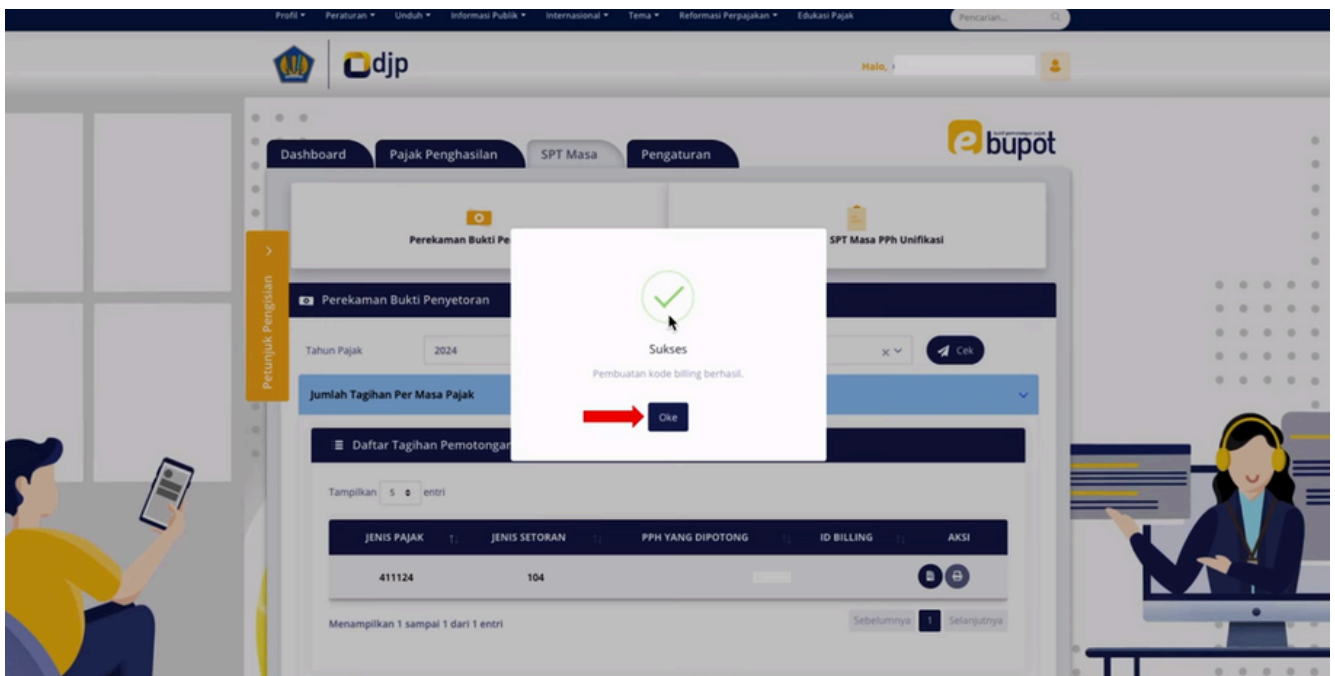 Profil Peraturan Unduh Informasi Publik Internasional Tema Reformasi Perpajakan Edukasi Pajak Pencarian...
djp
Halo,
e bupot
Dashboard Pajak Penghasilan SPT Masa Pengaturan
Perekaman Bukti Pe
SPT Masa PPh Unifikasi
Petunjuk Pengisian
Perekaman Bukti Penyetoran
Tahun Pajak 2024 Cek
Sukses
Pembuatan kode billing berhasil.
Oke
Jumlah Tagihan Per Masa Pajak
Daftar Tagihan Pemotongan
Tampilkan 5 entri
JENIS PAJAK JENIS SETORAN PPH YANG DIPOTONG ID BILLING AKSI
411124 104
Menampilkan 1 sampai 1 dari 1 entri
Sebelumnya 1 Selanjutnya